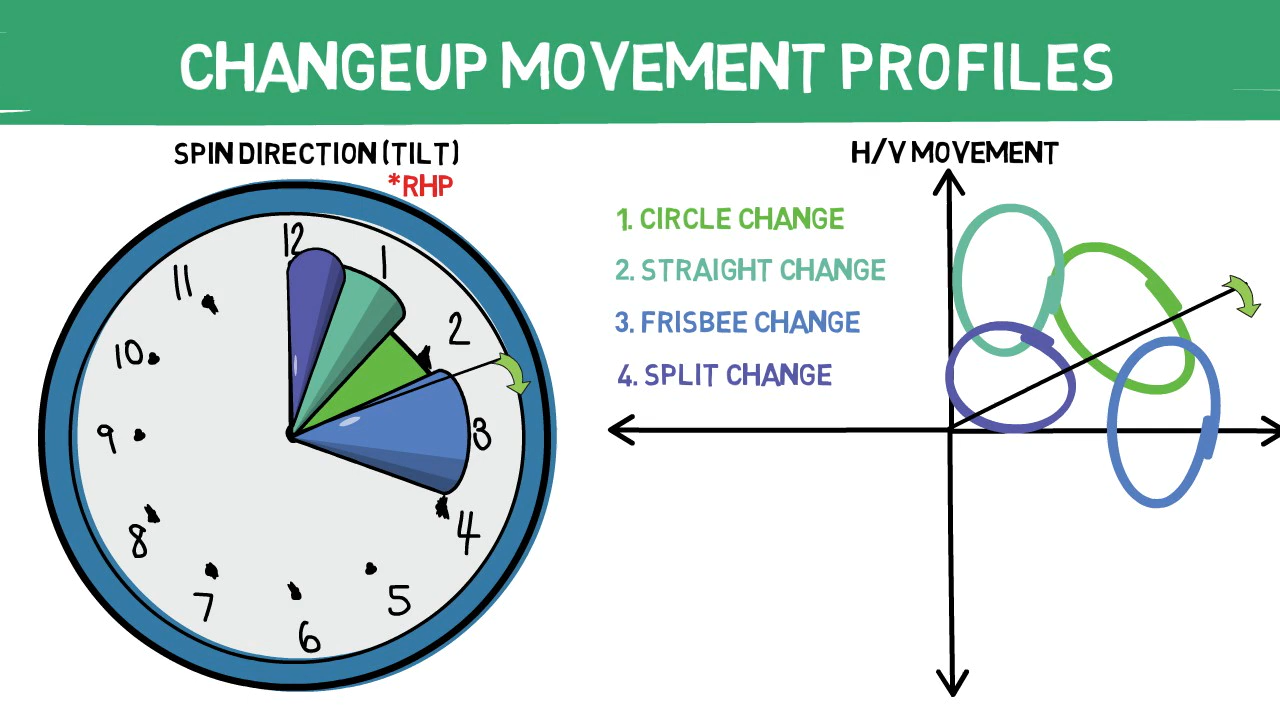 CHANGEUP MOVEMENT PROFILES
SPIN DIRECTION (TILT)
*RHP
12
1
2
3
4
5
6
7
8
9
10
11
H/V MOVEMENT
1. CIRCLE CHANGE
2. STRAIGHT CHANGE
3. FRISBEE CHANGE
4. SPLIT CHANGE